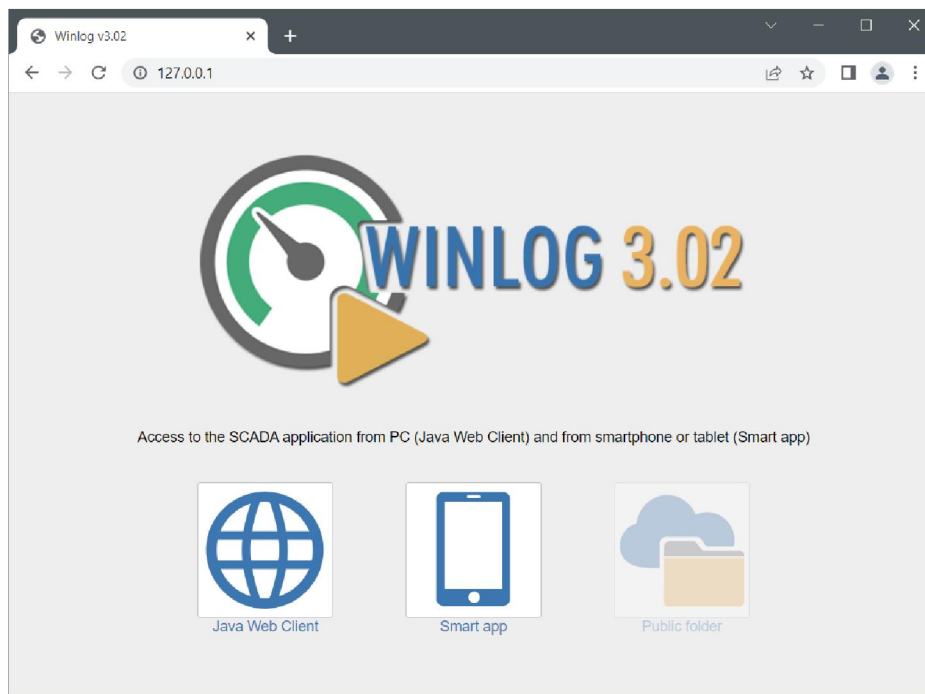 Winlog v3.02
127.0.0.1
WINLOG 3.02
Access to the SCADA application from PC (Java Web Client) and from smartphone or tablet (Smart app)
Java Web Client
Smart app
Public folder